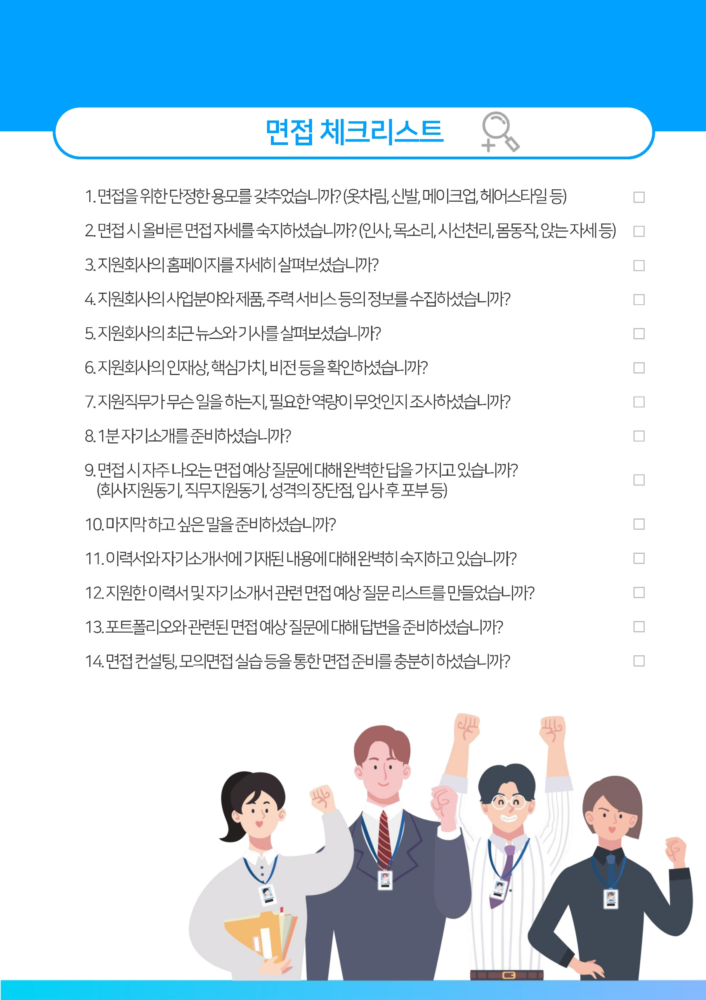 면접 체크리스트
1. 면접을 위한 단정한 용모를 갖추었습니까? (옷차림, 신발, 메이크업, 헤어스타일 등)
2. 면접 시 올바른 면접 자세를 숙지하셨습니까? (인사, 목소리, 시선천리, 몸동작, 앉는 자세 등)
3. 지원회사의 홈페이지를 자세히 살펴보셨습니까?
4. 지원회사의 사업분야와 제품, 주력 서비스 등의 정보를 수집하셨습니까?
5. 지원회사의 최근 뉴스와 기사를 살펴보셨습니까?
6. 지원회사의 인재상, 핵심가치, 비전 등을 확인하셨습니까?
7. 지원직무가 무슨 일을 하는지, 필요한 역량이 무엇인지 조사하셨습니까?
8. 1분 자기소개를 준비하셨습니까?
9. 면접 시 자주 나오는 면접 예상 질문에 대해 완벽한 답을 가지고 있습니까?
(회사지원동기, 직무지원동기, 성격의 장단점, 입사 후 포부 등)
10. 마지막 하고 싶은 말을 준비하셨습니까?
11. 이력서와 자기소개서에 기재된 내용에 대해 완벽히 숙지하고 있습니까?
12. 지원한 이력서 및 자기소개서 관련 면접 예상 질문 리스트를 만들었습니까?
13. 포트폴리오와 관련된 면접 예상 질문에 대해 답변을 준비하셨습니까?
14. 면접 컨설팅, 모의면접 실습 등을 통한 면접 준비를 충분히 하셨습니까?